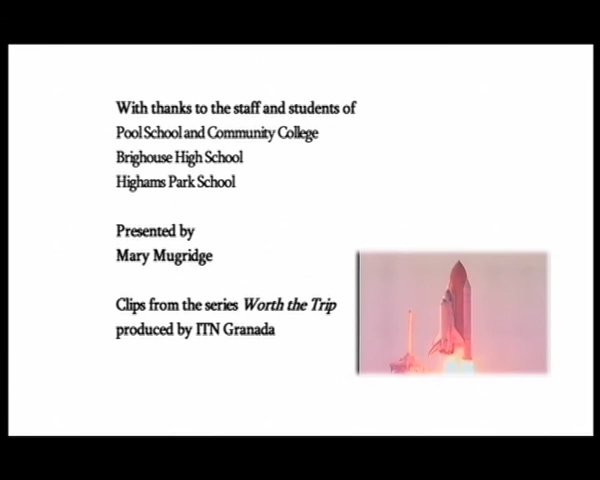 With thanks to the staff and students of
Pool School and Community College
Brighouse High School
Highams Park School
Presented by
Mary Mugridge
Clips from the series Worth the Trip
produced by ITN Granada